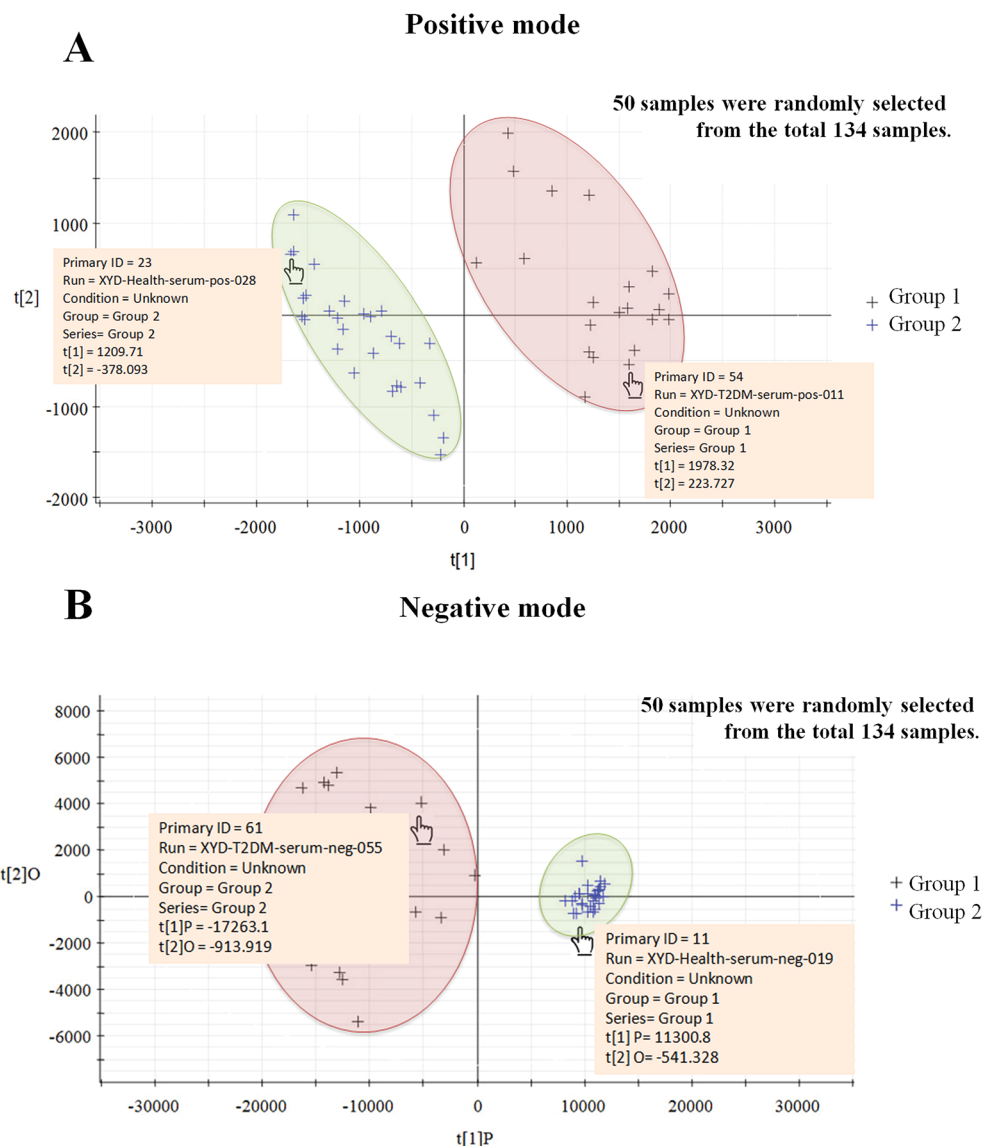 Positive mode
A
50 samples were randomly selected
from the total 134 samples.
2000
1000
Primary ID = 23
Run = XYD-Health-serum-pos-028
Condition = Unknown
Group = Group 2
Series= Group 2
t[1] = 1209.71
t[2] = -378.093
t[2]
Group 1
Group 2
Primary ID = 54
Run = XYD-T2DM-serum-pos-011
Condition = Unknown
Group = Group 1
Series= Group 1
t[1] = 1978.32
t[2] = 223.727
-1000
-2000
-3000 -2000 -1000 0 1000 2000 3000
t[1]
B
Negative mode
50 samples were randomly selected
from the total 134 samples.
8000
6000
4000
2000
0
-2000
-4000
-6000
t[2]O
Primary ID = 61
Run = XYD-T2DM-serum-neg-055
Condition = Unknown
Group = Group 2
Series= Group 2
t[1]P = -17263.1
t[2]O = -913.919
Group 1
Group 2
Primary ID = 11
Run = XYD-Health-serum-neg-019
Condition = Unknown
Group = Group 1
Series= Group 1
t[1] P= 11300.8
t[2] O= -541.328
-30000 -20000 -10000 0 10000 20000 30000
t[1]P